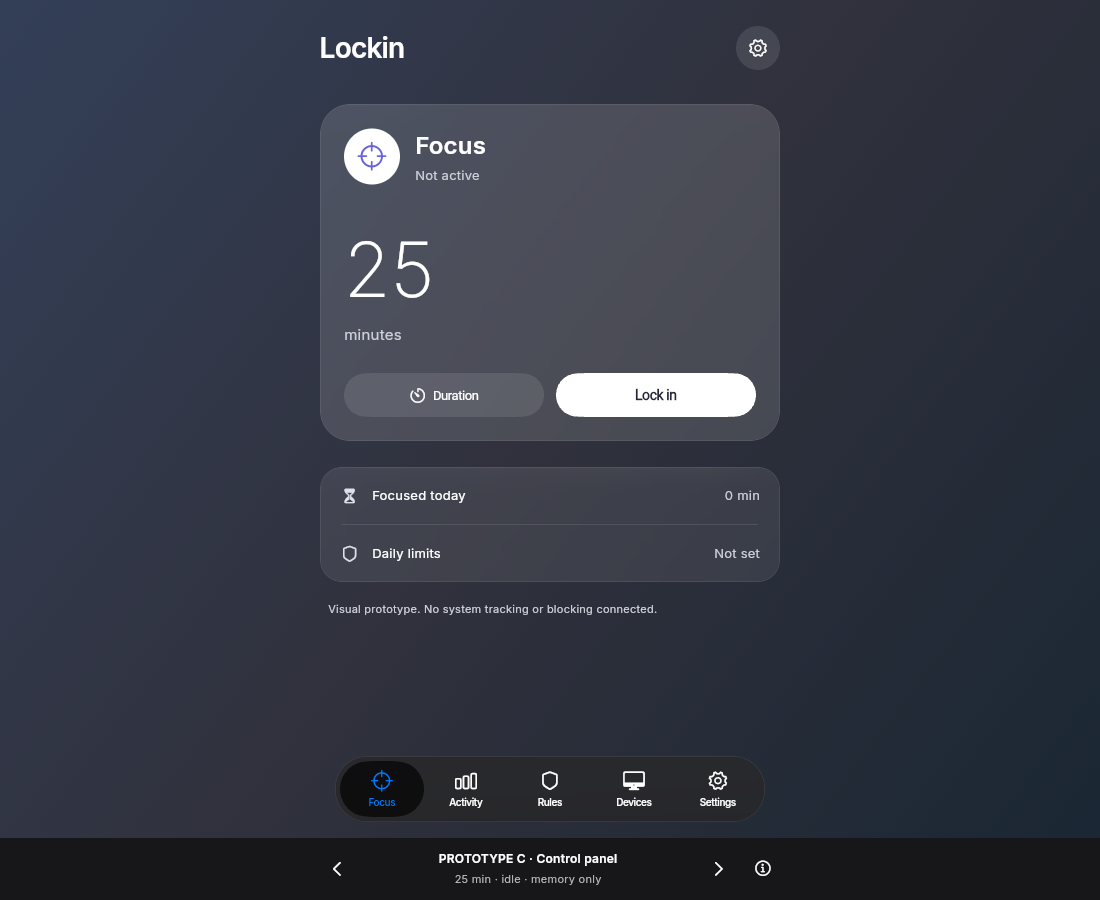 Lockin
Focus
Not active
25
minutes
Duration
Lock in
Focused today
0 min
Daily limits
Not set
Visual prototype. No system tracking or blocking connected.
Focus
Activity
Rules
Devices
Settings
PROTOTYPE C · Control panel
25 min · idle · memory only